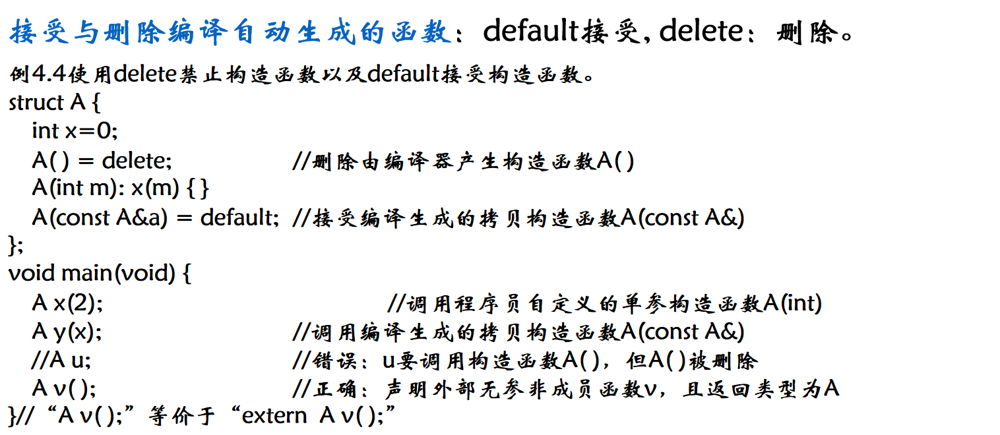 接受与删除编译自动生成的函数：default接受, delete：删除。
例4.4使用delete禁止构造函数以及default接受构造函数。
struct A {
    int x=0;
    A( ) = delete;                    //删除由编译器产生构造函数A( )
    A(int m): x(m) { }
    A(const A&a) = default;  //接受编译生成的拷贝构造函数A(const A&)
};
void main(void) {
    A x(2);                                //调用程序员自定义的单参构造函数A(int)
    A y(x);                        //调用编译生成的拷贝构造函数A(const A&)
    //A u;                         //错误：u要调用构造函数A( )，但A( )被删除
    A v( );                         //正确：声明外部无参非成员函数v，且返回类型为A
}//“A v( );”等价于“extern  A v( );”